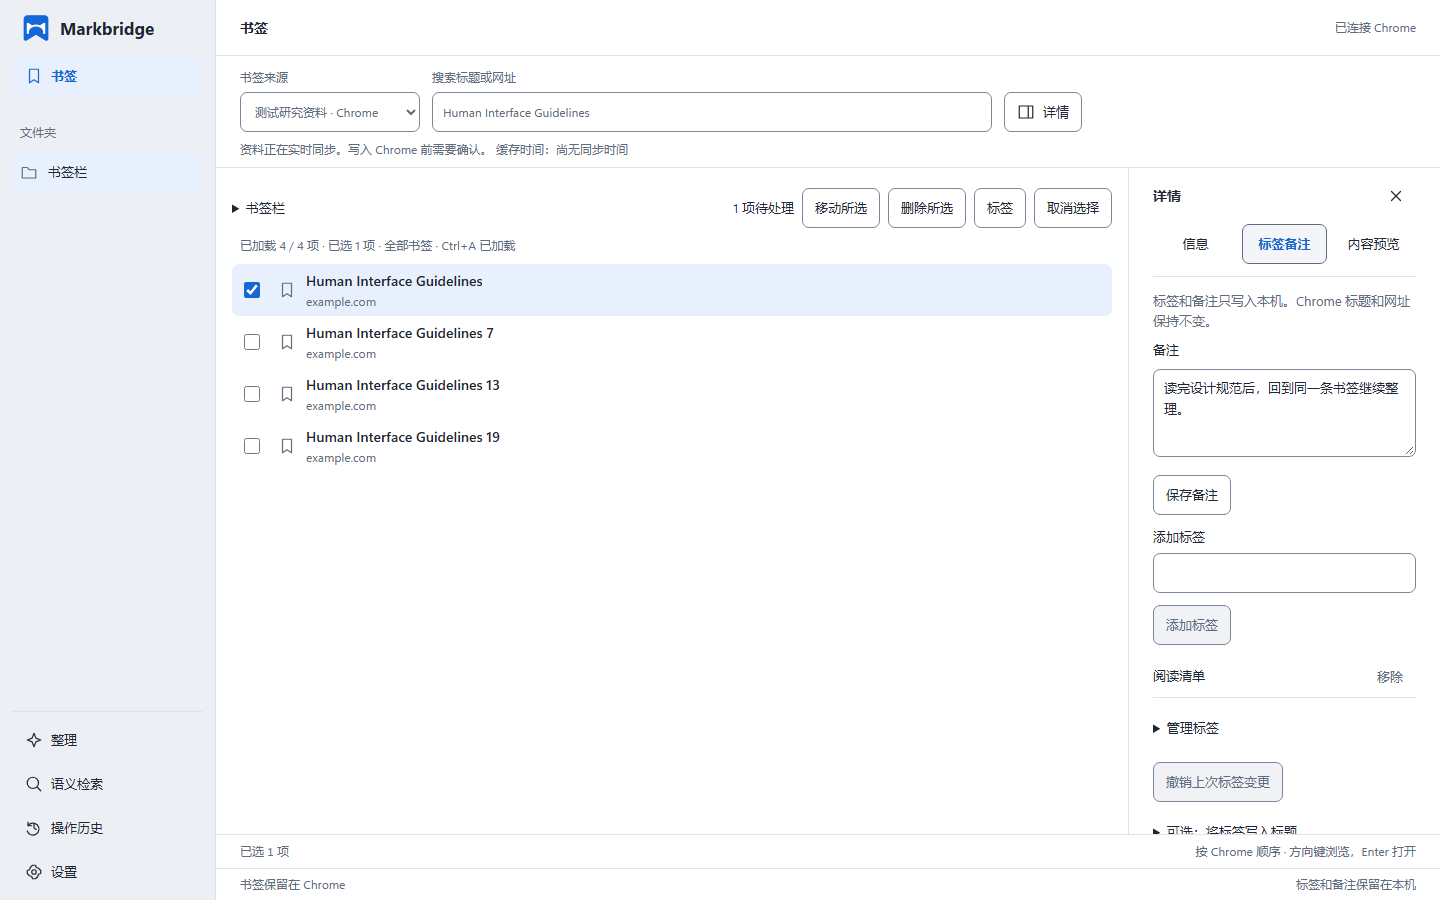 Markbridge
书签
文件夹
书签栏
整理
语义检索
操作历史
设置
书签
已连接 Chrome
书签来源
搜索标题或网址
测试研究资料 · Chrome
Human Interface Guidelines
详情
资料正在实时同步。写入 Chrome 前需要确认。 缓存时间：尚无同步时间
书签栏
1 项待处理
移动所选
删除所选
标签
取消选择
已加载 4 / 4 项 · 已选 1 项 · 全部书签 · Ctrl+A 已加载
Human Interface Guidelines
example.com
Human Interface Guidelines 7
example.com
Human Interface Guidelines 13
example.com
Human Interface Guidelines 19
example.com
详情
信息
标签备注
内容预览
标签和备注只写入本机。Chrome 标题和网址
保持不变。
备注
读完设计规范后，回到同一条书签继续整
理。
保存备注
添加标签
添加标签
阅读清单
移除
管理标签
撤销上次标签变更
可选：将标签写入标题
已选 1 项
按 Chrome 顺序 · 方向键浏览，Enter 打开
书签保留在 Chrome
标签和备注保留在本机